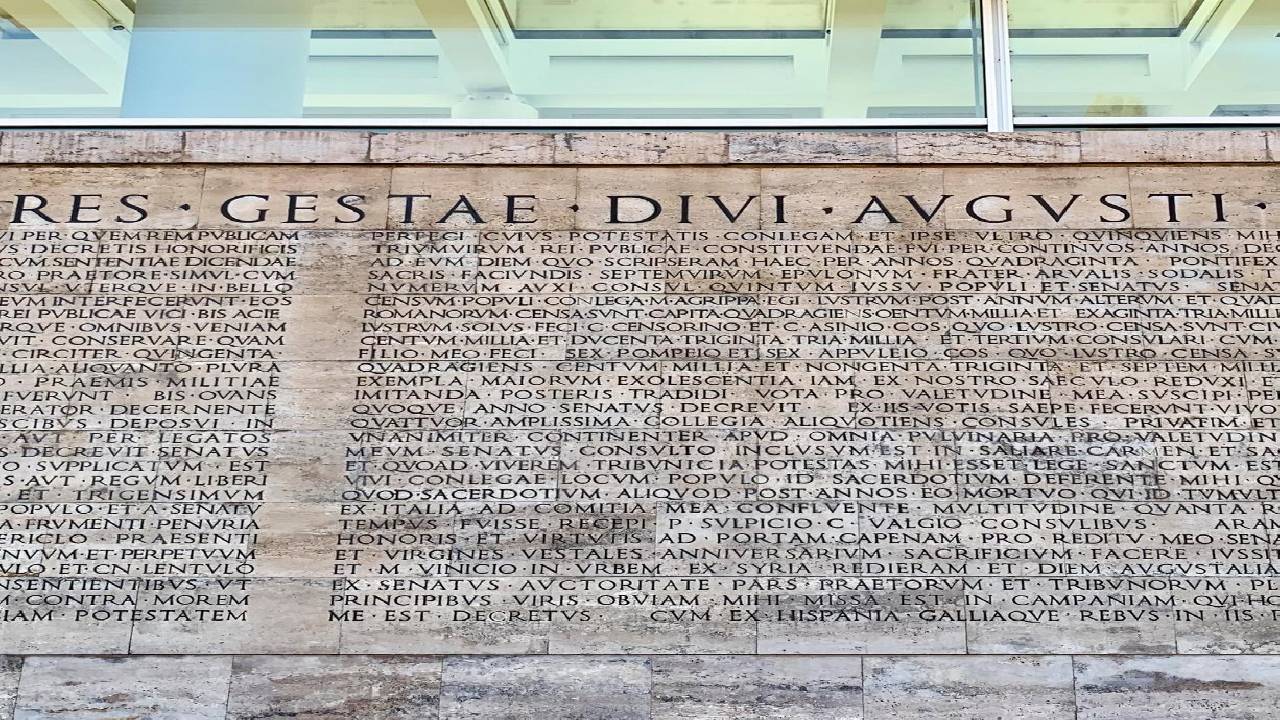 RES · GESTAE · DIVI · AVGVSTI ·
VI PER QVEM REM PVBLICAM
VS · DECRETIS HONORIFICIS
CVM SENTENTIAE DICENDAE
RO PRAETORE · SIMVL · CVM
SVL · VTERQVE · IN · BELLO
EVM INTERFECERVNT EOS
REI PVBLICAE VICI · BIS ACIE
RQVE · OMNIBVS · VENIAM
VIT CONSERVARE · QVAM
CIRCITER QVINGENTA
LLIA ALIQVANTO PLVRA
O · PRAEMIS MILITIAE
FVERVNT BIS OVANS
ERATOR DECERNENTE
SCIBVS DEPOSVI IN
AVT PER LEGATOS
S DECREVIT SENATVS
O SVPPLICATVM EST
S · AVT REGVM · LIBERI
ET TRIGENSIMVM
POPVLO ET A SENATV
A FRVMENTI PENVRIA
ERICLO PRAESENTI
NVVM ET PERPETVVM
VLO ET CN LENTVLO
NSENTIENTIBVS VT
M CONTRA MOREM
IAM POTESTATEM
PERFECI CVIVS POTESTATIS CONLEGAM ET IPSE VLTRO QVINQVIENS MIH
TRIVMVIRVM REI PVBLICAE CONSTITVENDAE FVI PER CONTINVOS ANNOS DE
AD EVM DIEM QVO SCRIPSERAM HAEC PER ANNOS QVADRAGINTA PONTIFEX
SACRIS FACIVNDIS SEPTEMVIRVM EPVLONVM FRATER ARVALIS SODALIS T
NVMERVM AVXI CONSVL QVINTVM IVSSV POPVLI ET SENATVS SENA
CENSVM POPVLI CONLEGA M AGRIPPA EGI LVSTRVM POST ANNVM ALTERVM ET QVAD
ROMANORVM CENSA SVNT CAPITA QVADRAGIENS CENTVM MILLIA ET SEXAGINTA TRIA MILL
LVSTRVM SOLVS FECI C CENSORINO ET C ASINIO COS QVO LVSTRO CENSA SVNT CI
CENTVM MILLIA ET DVCENTA TRIGINTA TRIA MILLIA ET TERTIVM CONSVLARI CVM
FILIO MEO FECI SEX POMPEIO ET SEX APPVLEIO COS QVO LVSTRO CENSA S
QVADRAGIENS CENTVM MILLIA ET NONGENTA TRIGINTA ET SEPTEM MILL
EXEMPLA MAIORVM EXOLESCENTIA IAM EX NOSTRO SAECVLO REDVXI E
IMITANDA POSTERIS TRADIDI VOTA PRO VALETVDINE MEA SVSCIPI PER
QVOQVE ANNO SENATVS DECREVIT EX IIS VOTIS SAEPE FECERVNT VIVO
QVATTVOR AMPLISSIMA COLLEGIA ALIQVOTIENS CONSVLES PRIVATIM ET
VNANIMITER CONTINENTER APVD OMNIA PVLVINARIA PRO VALETVDIN
MEVM SENATVS CONSVLTO INCLVSVM EST IN SALIARE CARMEN ET SA
ET QVOAD VIVEREM TRIBVNICIA POTESTAS MIHI ESSET LEGE SANCTVM EST
VIVI CONLEGAE LOCVM POPVLO ID SACERDOTIVM DEFERENTE MIHI QV
QVOD SACERDOTIVM ALIQVOD POST ANNOS EO MORTVO QVI ID TVMVLT
EX ITALIA AD COMITIA MEA CONFLVENTE MVLTITVDINE QVANTA R
TEMPVS FVISSE RECEPI P SVLPICIO C VALGIO CONSVLIBVS ARAM
HONORIS ET VIRTVTIS AD PORTAM CAPENAM PRO REDITV MEO SENA
ET VIRGINES VESTALES ANNIVERSARIVM SACRIFICIVM FACERE IVSSI
ET M VINICIO IN VRBEM EX SYRIA REDIERAM ET DIEM AVGVSTALIA
EX SENATVS AVCTORITATE PARS PRAETORVM ET TRIBVNORVM PL
PRINCIPIBVS VIRIS OBVIAM MIHI MISSA EST IN CAMPANIAM QVI HO
ME EST DECRETVS CVM EX HISPANIA GALLIAQVE REBVS IN IIS P